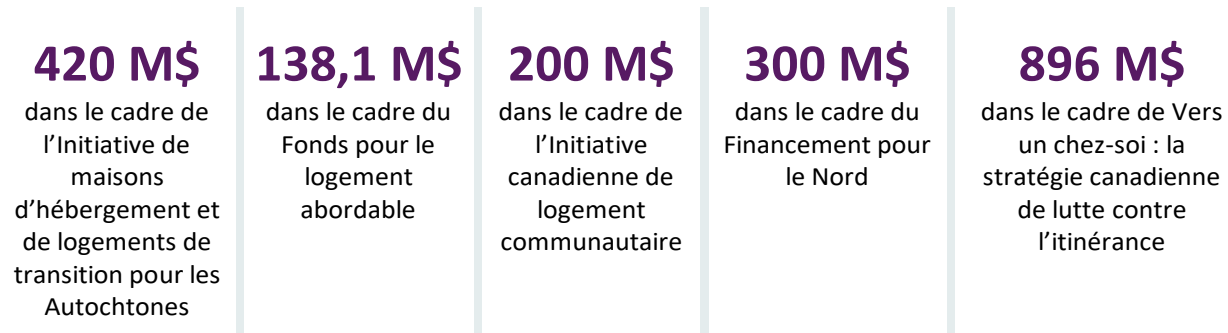 420 M$
dans le cadre de
l’Initiative de
maisons
d’hébergement et
de logements de
transition pour les
Autochtones
138,1 M$
dans le cadre du
Fonds pour le
logement
abordable
200 M$
dans le cadre de
l’Initiative
canadienne de
logement
communautaire
300 M$
dans le cadre du
Financement pour
le Nord
896 M$
dans le cadre de Vers
un chez-soi : la
stratégie canadienne
de lutte contre
l’itinérance